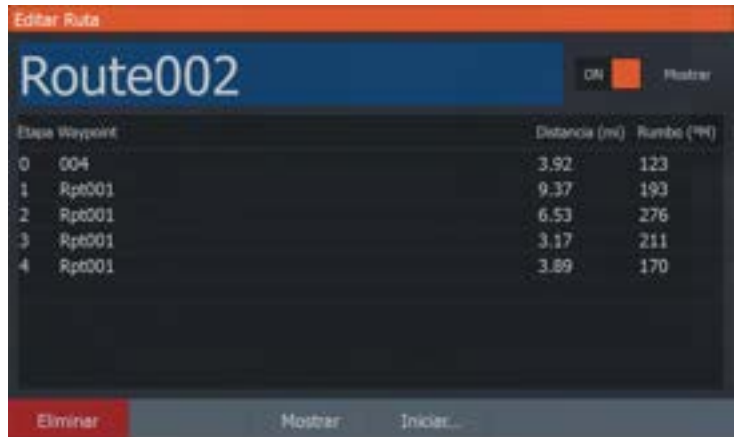 Editar Ruta
Route002
ON Mostrar
Etapa Waypoint Distancia (mi) Rumbo (ºM)
0 004 3.92 123
1 Rpt001 9.37 193
2 Rpt001 6.53 276
3 Rpt001 3.17 211
4 Rpt001 3.89 170
Eliminar Mostrar Iniciar...